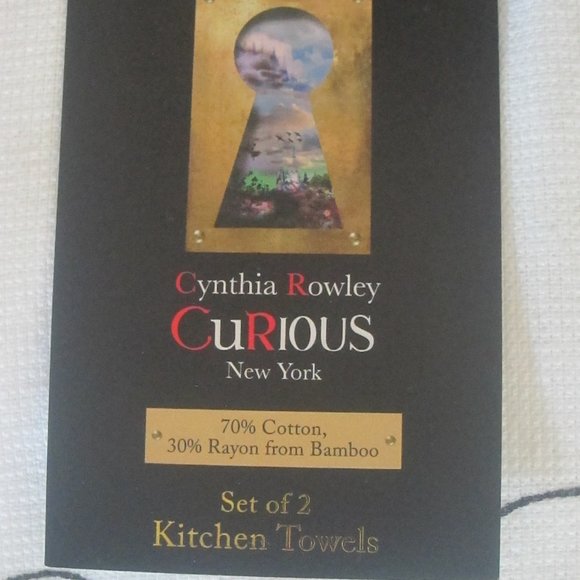 Cynthia Rowley
CuRIOUS
New York
70% Cotton,
30% Rayon from Bamboo
Set of 2
Kitchen Towels